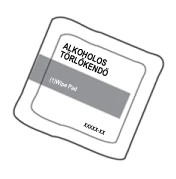 ALKOHOLOS
TÖRLŐKENDŐ
(1)Wipe Pad
XXXXX-XX